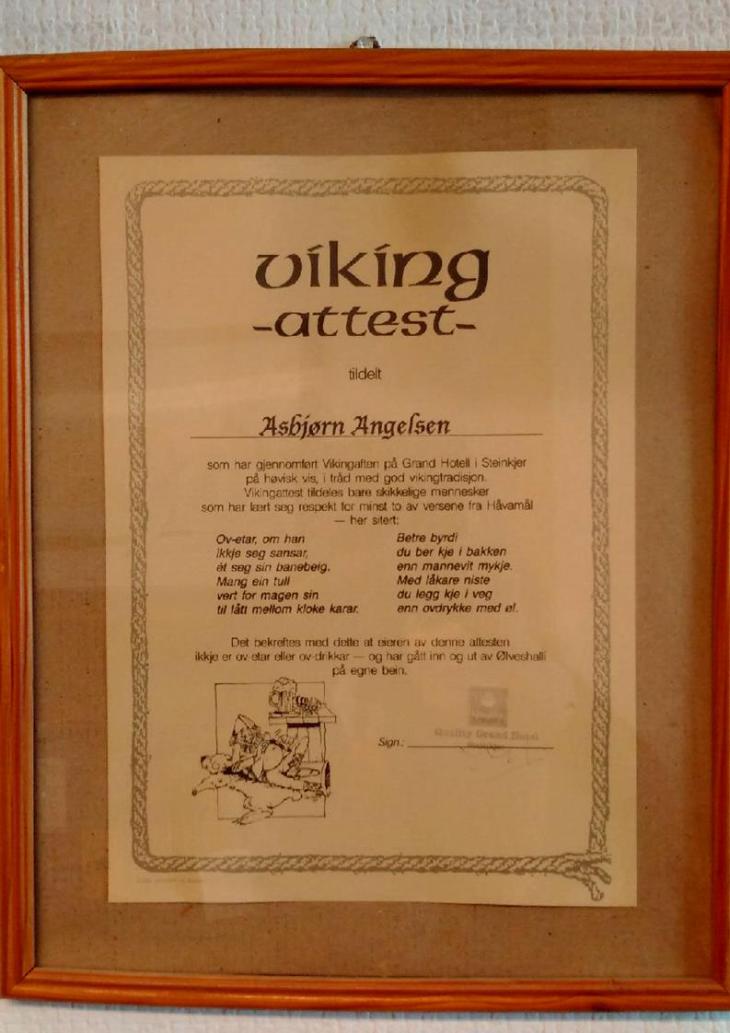 viking
-attest-
tildelt
Asbjørn Angelsen
som har gjennomført Vikingaften på Grand Hotell i Steinkjer
på høvisk vis, i tråd med god vikingtradisjon.
Vikingattest tildeles bare skikkelige mennesker
som har lært seg respekt for minst to av versene fra Håvamål
— her sitert:
Ov-etar, om han
ikkje seg sansar,
ét seg sin banebeig.
Mang ein tull
vert for magen sin
til lått mellom kloke karar.
Betre byrdi
du ber kje i bakken
enn mannevit mykje.
Med låkare niste
du legg kje i veg
enn ovdrykke med øl.
Det bekreftes med dette at eieren av denne attesten
ikkje er ov-etar eller ov-drikkar — og har gått inn og ut av Ølveshalli
på egne bein.
Sign.:
Quality Grand Hotel